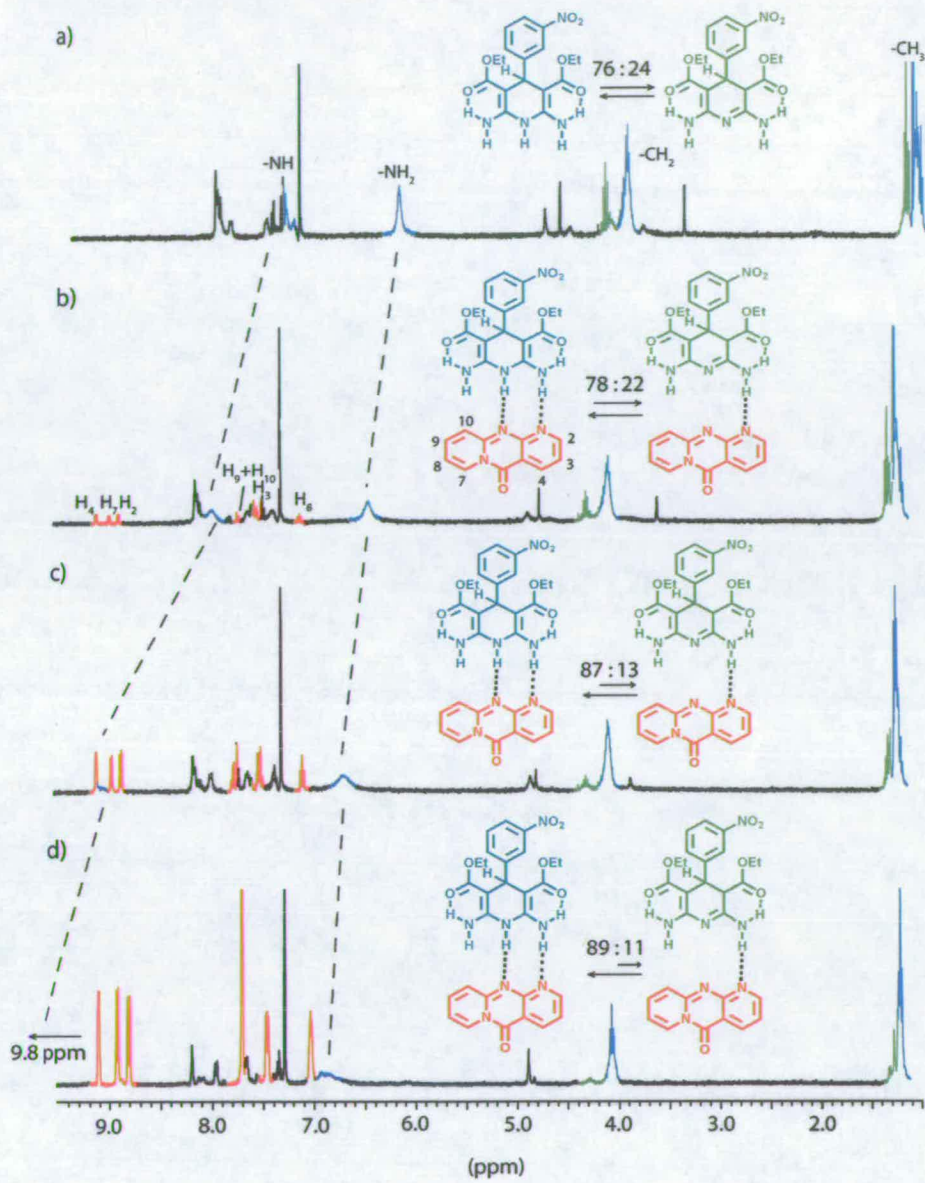 a)
NO₂
NO₂
OEt
H
OEt
OEt
H
OEt
76 : 24
-CH₃
O
O
O
O
H
H
H
H
-NH
N
N
N
N
N
N
H
H
H
H
H
-CH₂
-NH₂
b)
NO₂
NO₂
OEt
H
OEt
OEt
H
OEt
O
O
O
O
H
H
H
H
N
N
N
N
N
N
H
H
H
H
H
78 : 22
10
9
N
N
2
N
N
8
N
3
N
7
O
4
O
H₉+H₁₀
H₃
H₄
H₇
H₂
H₈
c)
NO₂
NO₂
OEt
H
OEt
OEt
H
OEt
O
O
O
O
H
H
H
H
N
N
N
N
N
N
H
H
H
H
H
87 : 13
N
N
N
N
N
N
O
O
d)
NO₂
NO₂
OEt
H
OEt
OEt
H
OEt
O
O
O
O
H
H
H
H
N
N
N
N
N
N
H
H
H
H
H
89 : 11
N
N
N
N
N
N
O
O
9.8 ppm
9.0 8.0 7.0 6.0 5.0 4.0 3.0 2.0 1.0
(ppm)